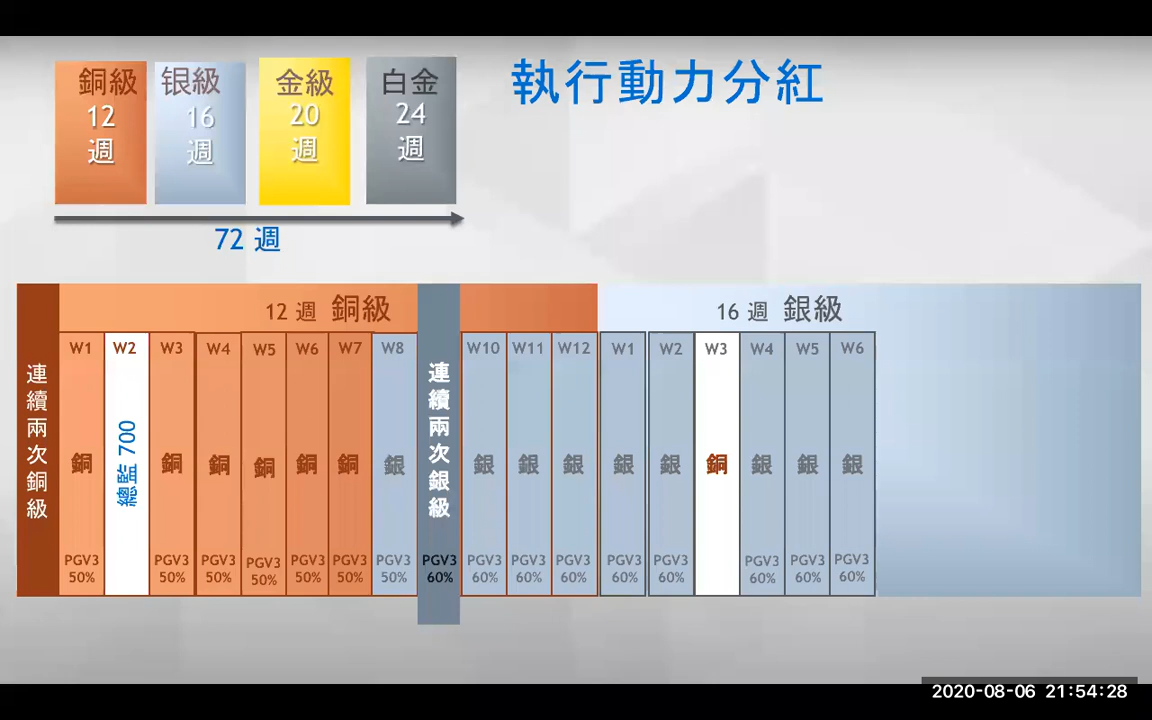 銅級
12
週
银級
16
週
金級
20
週
白金
24
週
執行動力分紅
72 週
12 週 銅級
16 週 銀級
連續兩次銅級
W1
銅
PGV3
50%
W2
總監 700
W3
銅
PGV3
50%
W4
銅
PGV3
50%
W5
銅
PGV3
50%
W6
銅
PGV3
50%
W7
銅
PGV3
50%
W8
銀
PGV3
50%
連續兩次銀級
PGV3
60%
W10
銀
PGV3
60%
W11
銀
PGV3
60%
W12
銀
PGV3
60%
W1
銀
PGV3
60%
W2
銀
PGV3
60%
W3
銅
W4
銀
PGV3
60%
W5
銀
PGV3
60%
W6
銀
PGV3
60%
2020-08-06 21:54:28